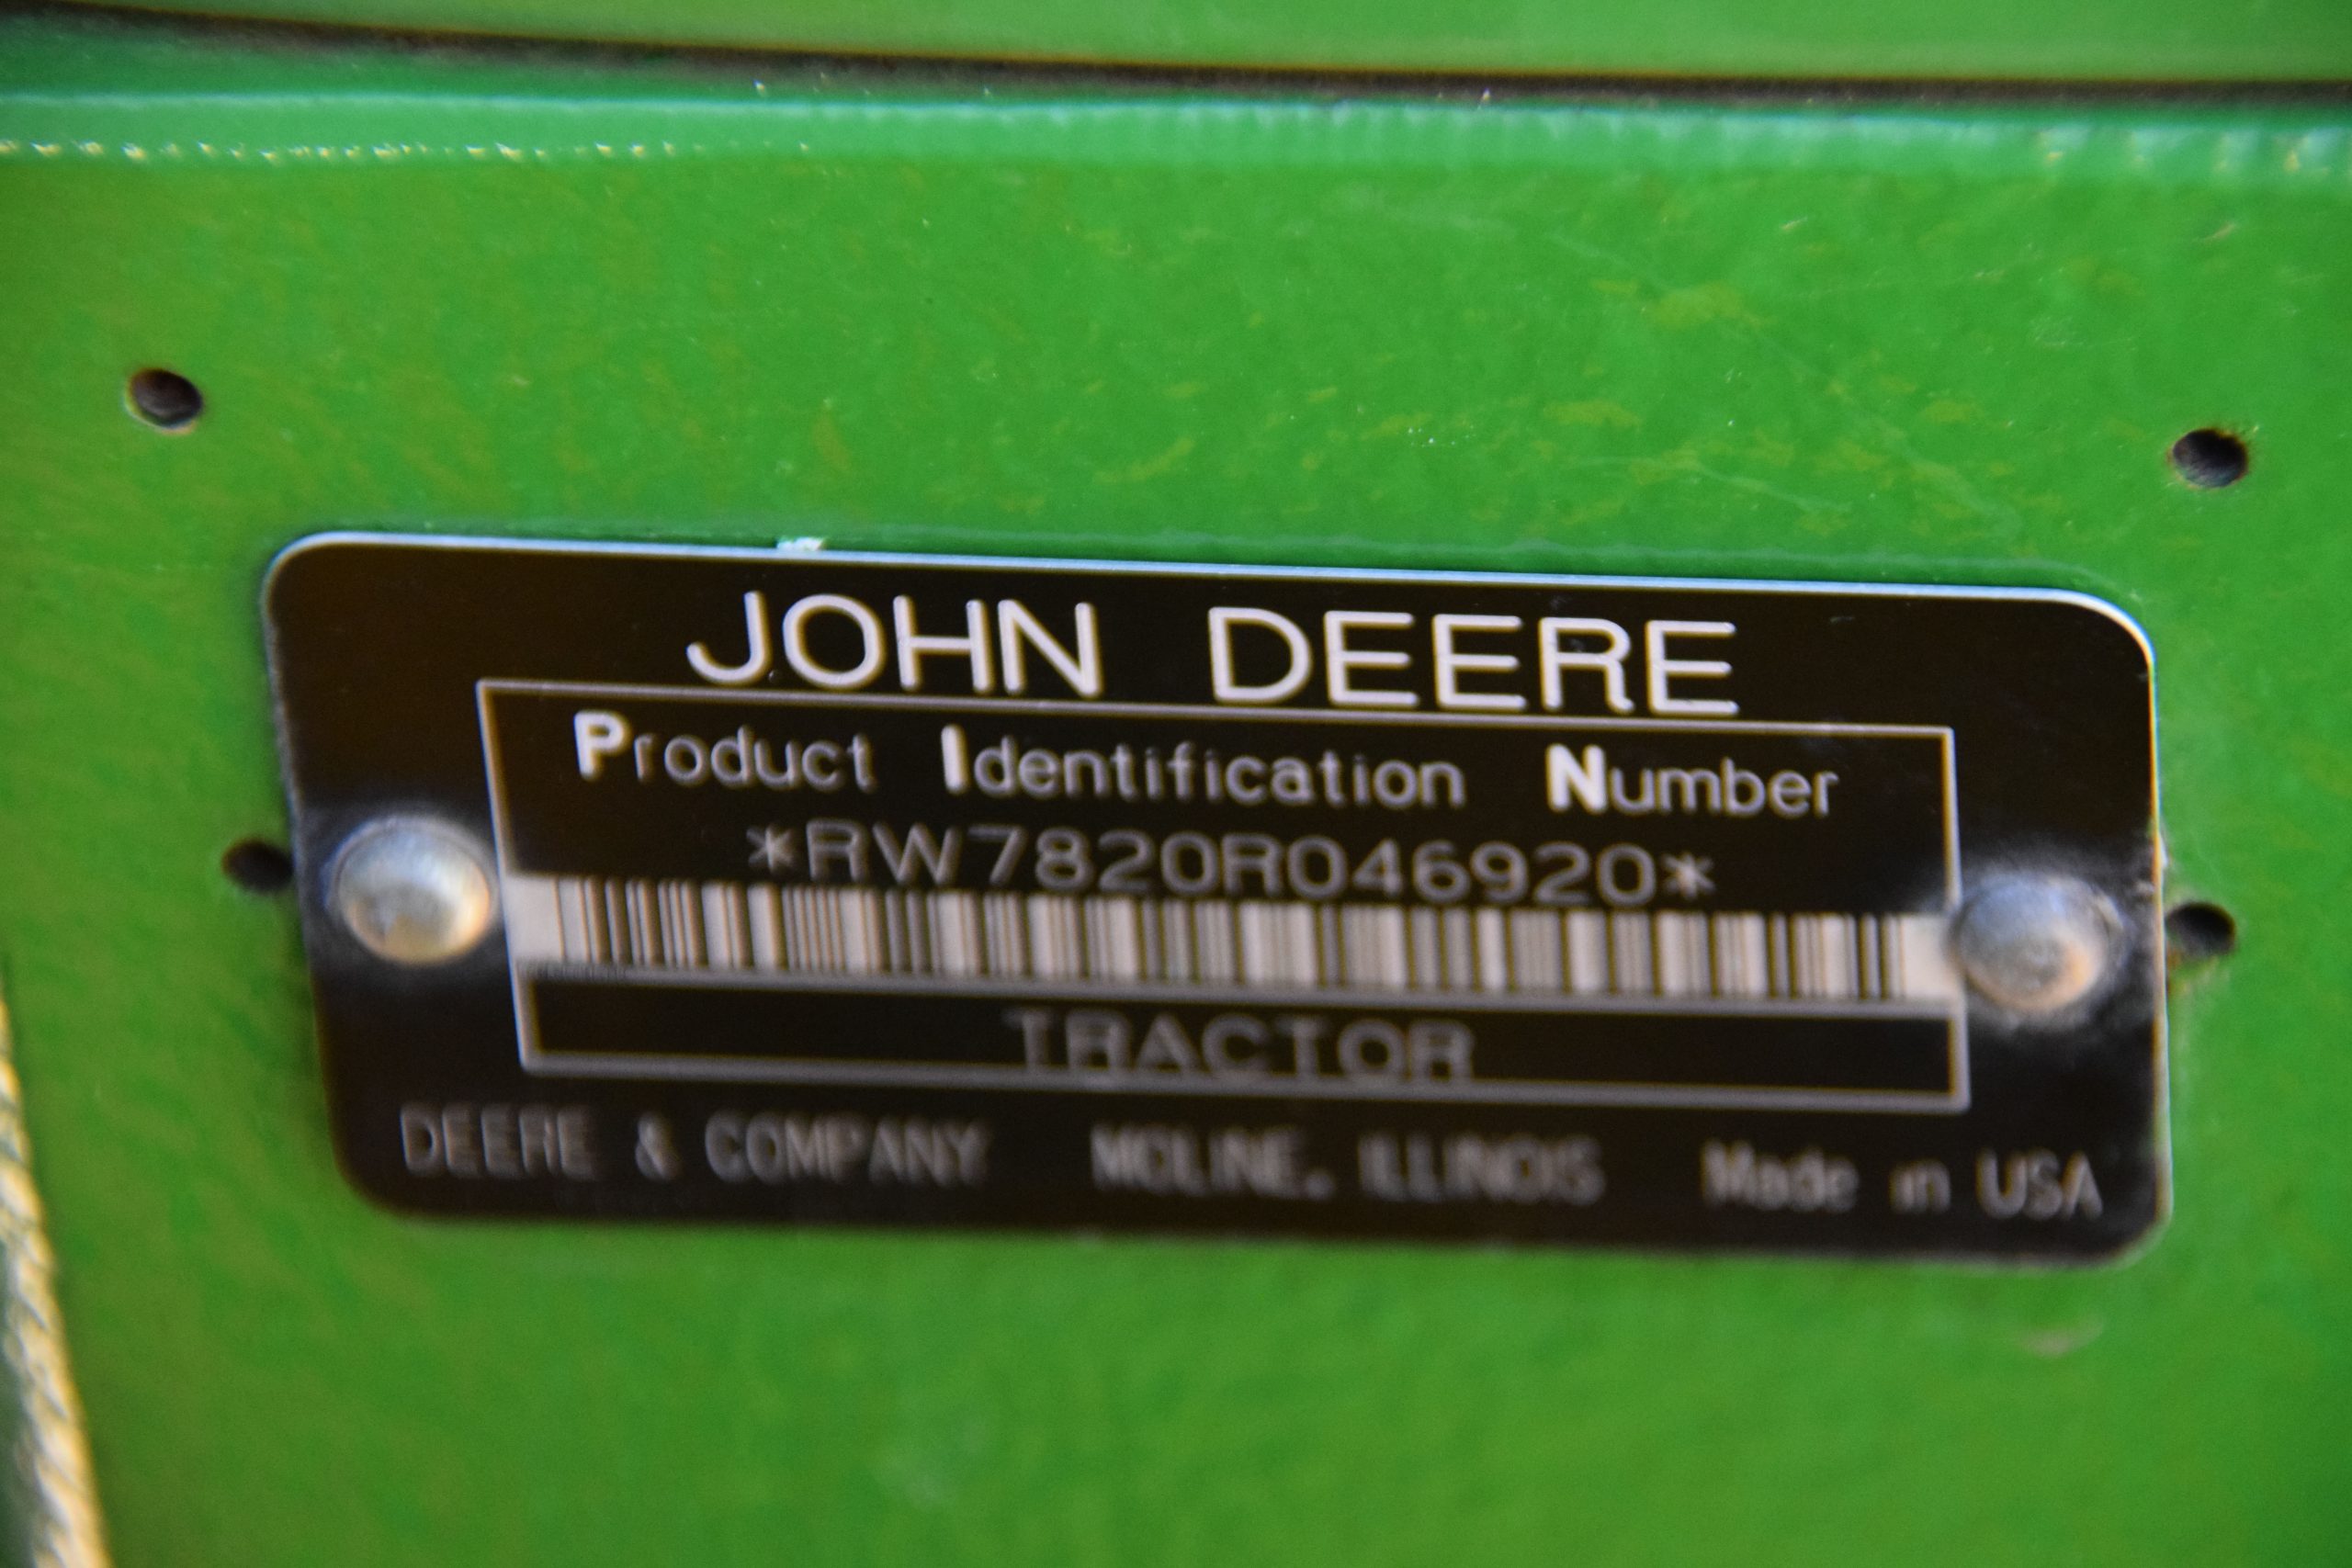 JOHN DEERE
Product Identification Number
*RW7820R046920*
TRACTOR
DEERE & COMPANY MOLINE, ILLINOIS Made in USA